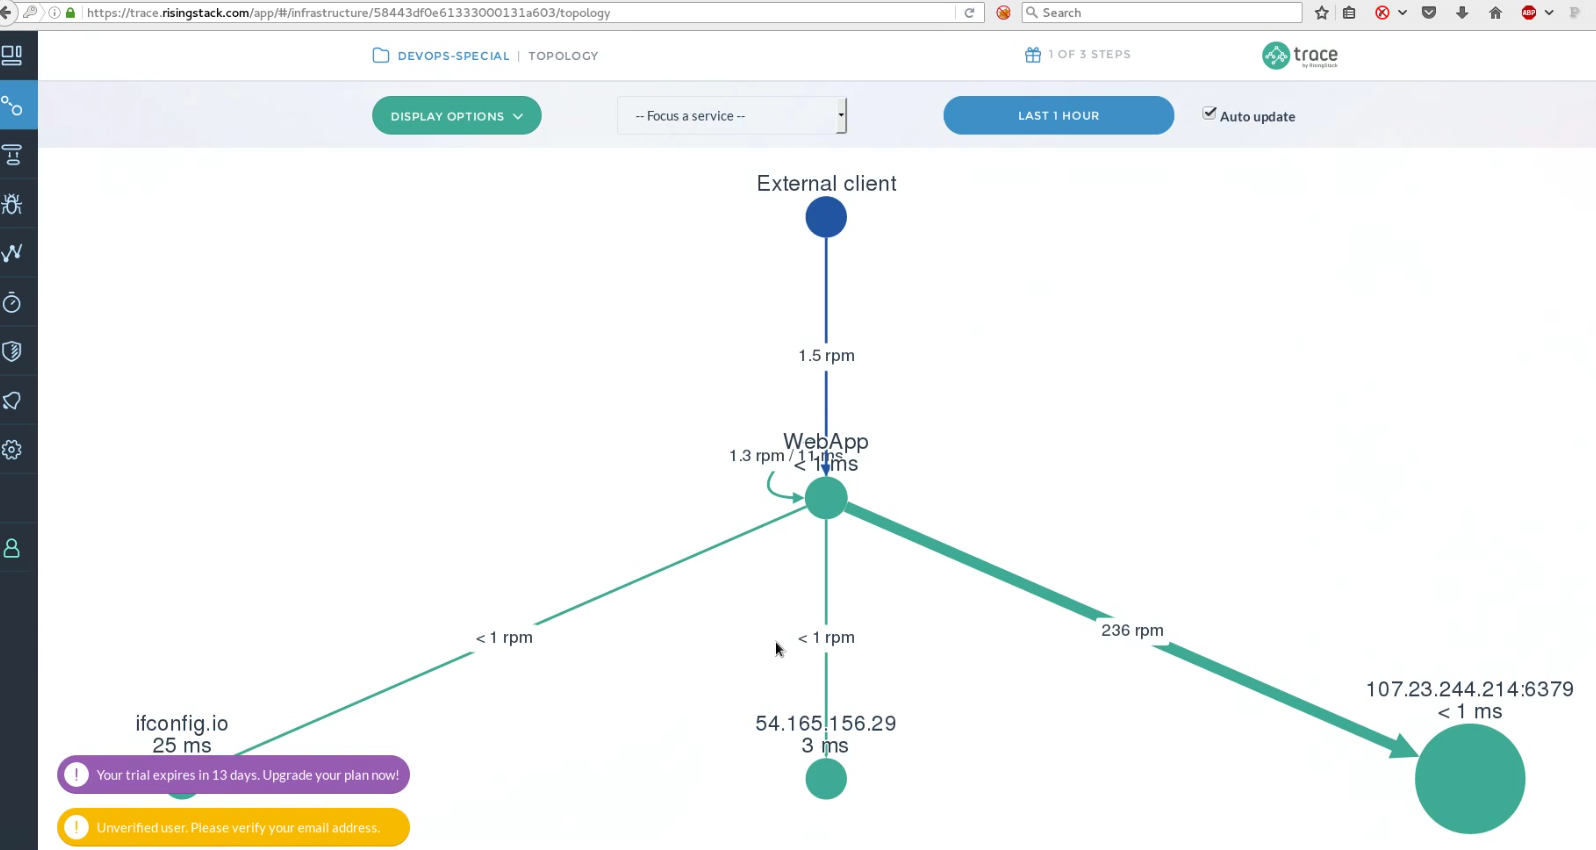 https://trace.risingstack.com/app/#/infrastructure/58443df0e61333000131a603/topology
Search
ABP
DEVOPS-SPECIAL | TOPOLOGY
1 OF 3 STEPS
trace
by RisingStack
DISPLAY OPTIONS
-- Focus a service --
LAST 1 HOUR
Auto update
External client
1.5 rpm
WebApp
1.3 rpm / 11 ms
< 1 ms
< 1 rpm
< 1 rpm
236 rpm
107.23.244.214:6379
< 1 ms
ifconfig.io
25 ms
54.165.156.29
3 ms
! Your trial expires in 13 days. Upgrade your plan now!
! Unverified user. Please verify your email address.